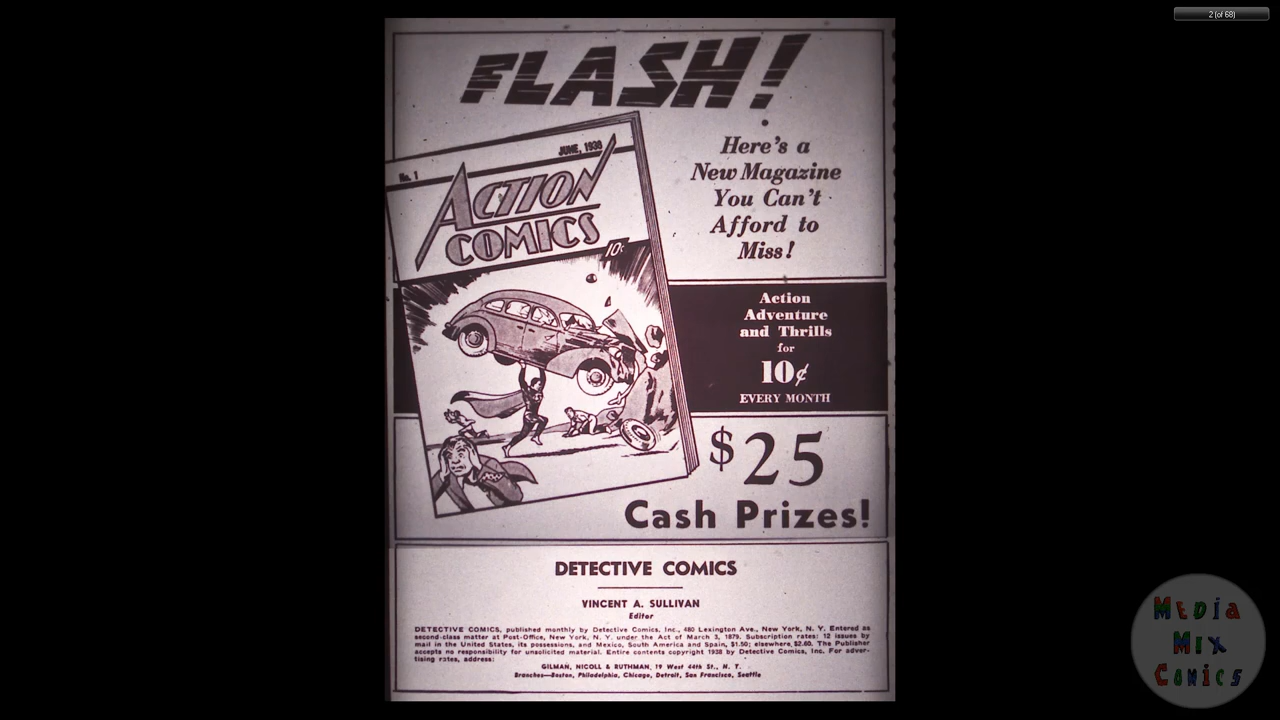 2 (of 68)
FLASH!
No. 1
JUNE, 1938
ACTION
COMICS
10¢
Here's a
New Magazine
You Can't
Afford to
Miss!
Action
Adventure
and Thrills
for
10¢
EVERY MONTH
$25
Cash Prizes!
DETECTIVE COMICS
VINCENT A. SULLIVAN
Editor
DETECTIVE COMICS, published monthly by Detective Comics, Inc., 480 Lexington Ave., New York, N. Y. Entered as
second-class matter at Post-Office, New York, N. Y. under the Act of March 3, 1879. Subscription rates: 12 issues by
mail in the United States, its possessions, and Mexico, South America and Spain, $1.50; elsewhere $2.60. The Publisher
accepts no responsibility for unsolicited material. Entire contents copyright 1938 by Detective Comics, Inc. For adver-
tising rates, address:
GILMAN, NICOLL & RUTHMAN, 19 West 44th St., N. Y.
Branches—Boston, Philadelphia, Chicago, Detroit, San Francisco, Seattle
MEDIA
MIX
COMICS